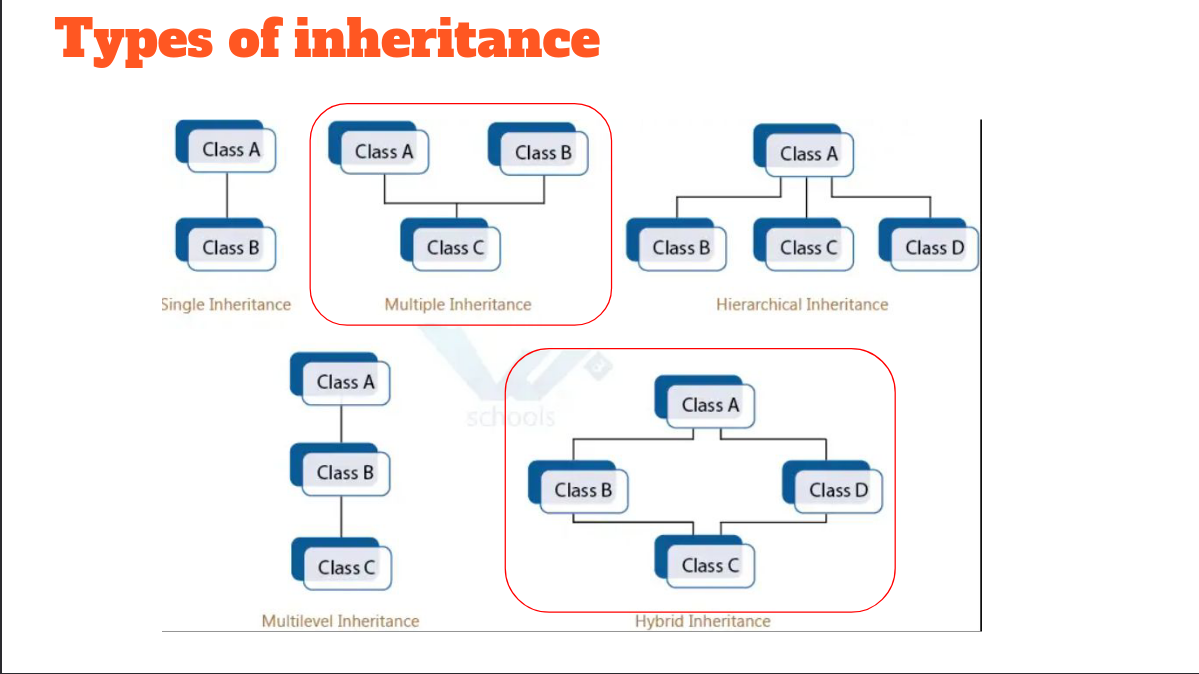 Types of inheritance
Class A
Class B
Single Inheritance
Class A
Class B
Class C
Multiple Inheritance
Class A
Class B
Class C
Class D
Hierarchical Inheritance
Class A
Class B
Class C
Multilevel Inheritance
schools
Class A
Class B
Class D
Class C
Hybrid Inheritance